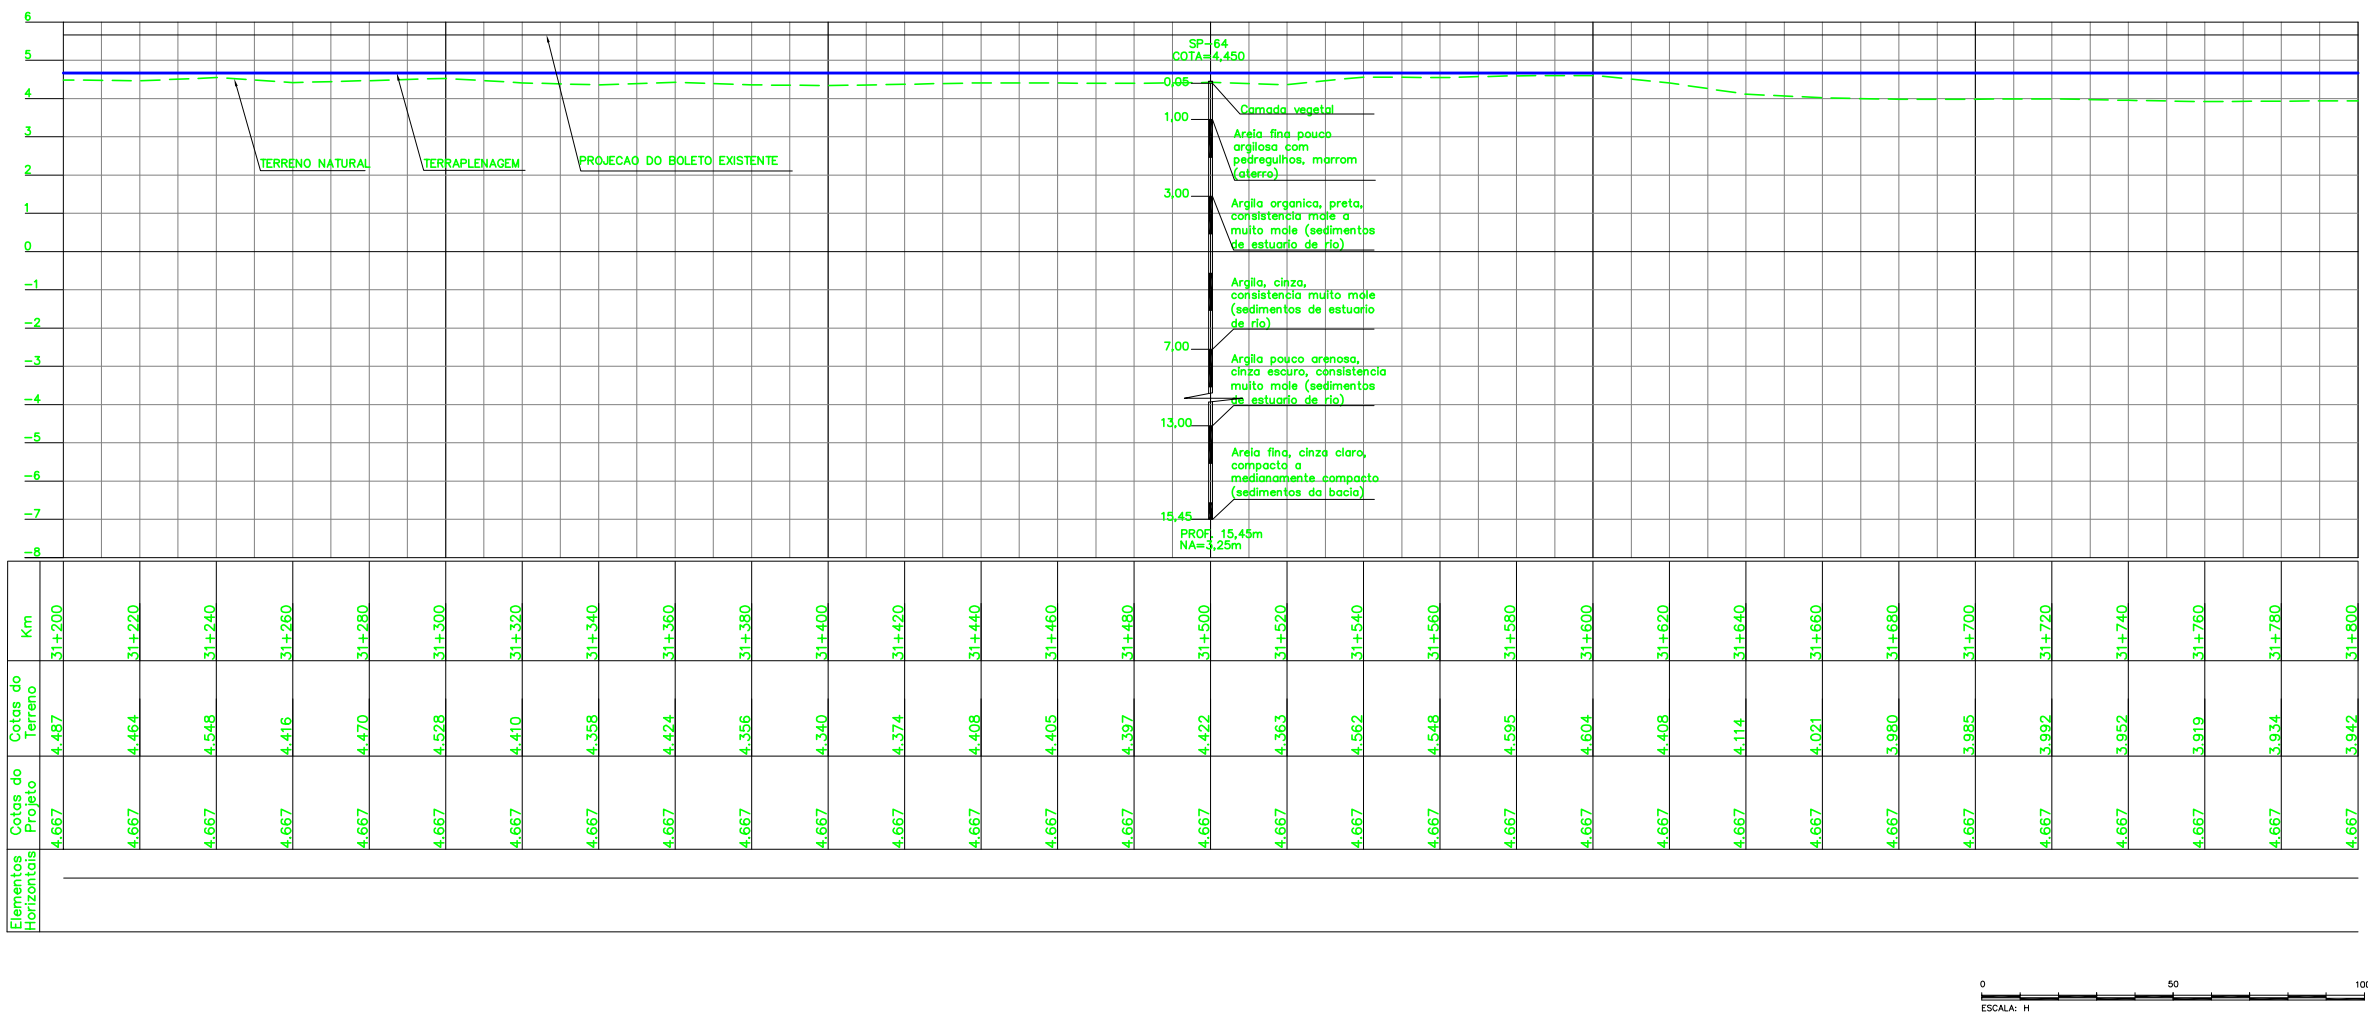 6
5
4
3
2
1
0
-1
-2
-3
-4
-5
-6
-7
-8
TERRENO NATURAL
TERRAPLENAGEM
PROJECAO DO BOLETO EXISTENTE
SP-64
COTA=4,450
0,05
Camada vegetal
1,00
Areia fina pouco
argilosa com
pedregulhos, marrom
(aterro)
3,00
Argila organica, preta,
consistencia mole a
muito mole (sedimentos
de estuario de rio)
Argila, cinza,
consistencia muito mole
(sedimentos de estuario
de rio)
7,00
Argila pouco arenosa,
cinza escuro, consistencia
muito mole (sedimentos
de estuario de rio)
13,00
Areia fina, cinza claro,
compacto a
medianamente compacto
(sedimentos da bacia)
15,45
PROF. 15,45m
NA=3,25m
Km
31+200 31+220 31+240 31+260 31+280 31+300 31+320 31+340 31+360 31+380 31+400 31+420 31+440 31+460 31+480 31+500 31+520 31+540 31+560 31+580 31+600 31+620 31+640 31+660 31+680 31+700 31+720 31+740 31+760 31+780 31+800
Cotas do
Terreno
4.487 4.464 4.548 4.416 4.470 4.528 4.410 4.358 4.424 4.356 4.340 4.374 4.408 4.405 4.397 4.422 4.363 4.562 4.548 4.595 4.604 4.408 4.114 4.021 3.980 3.985 3.992 3.952 3.919 3.934 3.942
Cotas do
Projeto
4.667 4.667 4.667 4.667 4.667 4.667 4.667 4.667 4.667 4.667 4.667 4.667 4.667 4.667 4.667 4.667 4.667 4.667 4.667 4.667 4.667 4.667 4.667 4.667 4.667 4.667 4.667 4.667 4.667 4.667 4.667
Elementos
Horizontais
0 50 100
ESCALA: H